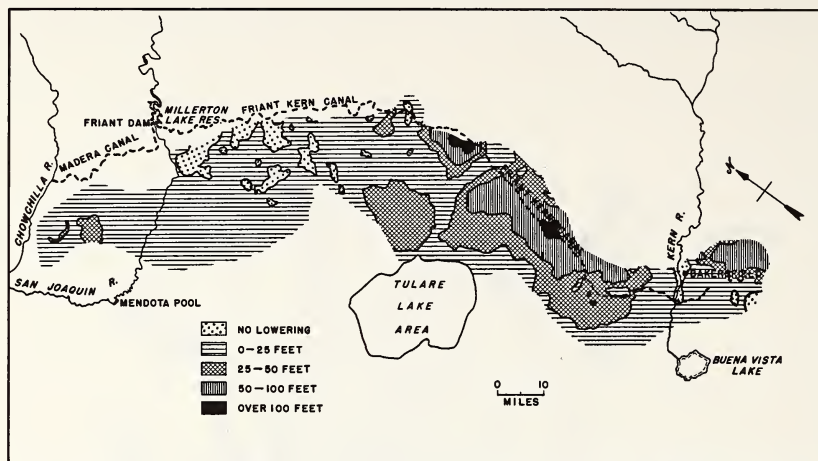 MILLERTON
LAKE RES.
FRIANT KERN CANAL
FRIANT DAM
MADERA CANAL
CHOWCHILLA R.
SAN JOAQUIN R.
MENDOTA POOL
TULARE
LAKE
AREA
KERN R.
BAKERSFIELD
BUENA VISTA
LAKE
N
NO LOWERING
0-25 FEET
25-50 FEET
50-100 FEET
OVER 100 FEET
0 10
MILES